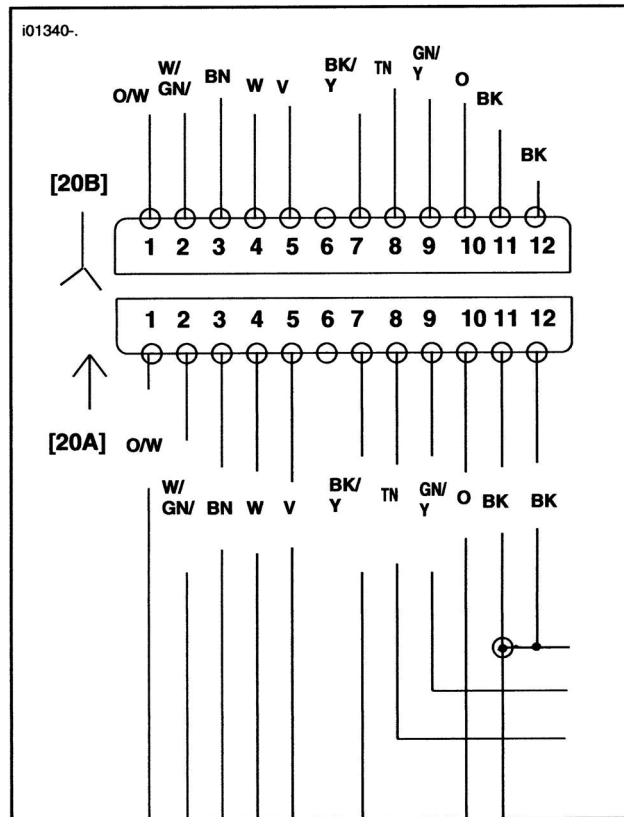 i01340-.
O/W W/ GN/ BN W V BK/ Y TN GN/ Y O BK BK
[20B]
1 2 3 4 5 6 7 8 9 10 11 12
1 2 3 4 5 6 7 8 9 10 11 12
[20A]
O/W W/ GN/ BN W V BK/ Y TN GN/ Y O BK BK